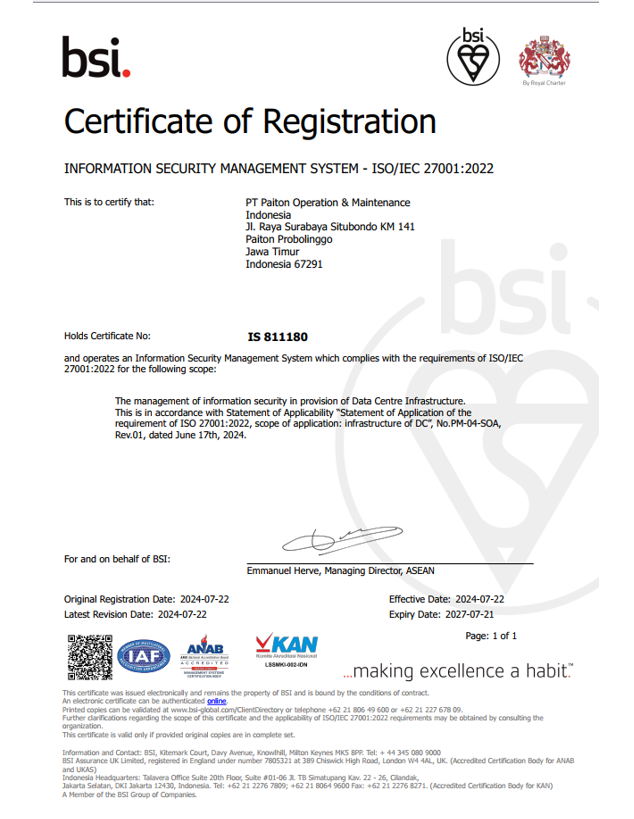 bsi.
bsi
By Royal Charter
Certificate of Registration
INFORMATION SECURITY MANAGEMENT SYSTEM - ISO/IEC 27001:2022
This is to certify that:
PT Paiton Operation & Maintenance
Indonesia
Jl. Raya Surabaya Situbondo KM 141
Paiton Probolinggo
Jawa Timur
Indonesia 67291
bsi
Holds Certificate No:
IS 811180
and operates an Information Security Management System which complies with the requirements of ISO/IEC
27001:2022 for the following scope:
The management of information security in provision of Data Centre Infrastructure.
This is in accordance with Statement of Applicability “Statement of Application of the
requirement of ISO 27001:2022, scope of application: infrastructure of DC”, No.PM-04-SOA,
Rev.01, dated June 17th, 2024.
For and on behalf of BSI:
Emmanuel Herve, Managing Director, ASEAN
Original Registration Date: 2024-07-22
Effective Date: 2024-07-22
Latest Revision Date: 2024-07-22
Expiry Date: 2027-07-21
Page: 1 of 1
IAF
ANAB
ACCREDITED
MANAGEMENT SYSTEMS
CERTIFICATION BODY
KAN
Komite Akreditasi Nasional
LSSMKI-002-IDN
...making excellence a habit.™
This certificate was issued electronically and remains the property of BSI and is bound by the conditions of contract.
An electronic certificate can be authenticated online.
Printed copies can be validated at www.bsi-global.com/ClientDirectory or telephone +62 21 806 49 600 or +62 21 227 678 09.
Further clarifications regarding the scope of this certificate and the applicability of ISO/IEC 27001:2022 requirements may be obtained by consulting the
organization.
This certificate is valid only if provided original copies are in complete set.
Information and Contact: BSI, Kitemark Court, Davy Avenue, Knowlhill, Milton Keynes MK5 8PP. Tel: + 44 345 080 9000
BSI Assurance UK Limited, registered in England under number 7805321 at 389 Chiswick High Road, London W4 4AL, UK. (Accredited Certification Body for ANAB
and UKAS)
Indonesia Headquarters: Talavera Office Suite 20th Floor, Suite #01-06 Jl. TB Simatupang Kav. 22 - 26, Cilandak,
Jakarta Selatan, DKI Jakarta 12430, Indonesia. Tel: +62 21 2276 7809; +62 21 8064 9600 Fax: +62 21 2276 8271. (Accredited Certification Body for KAN)
A Member of the BSI Group of Companies.